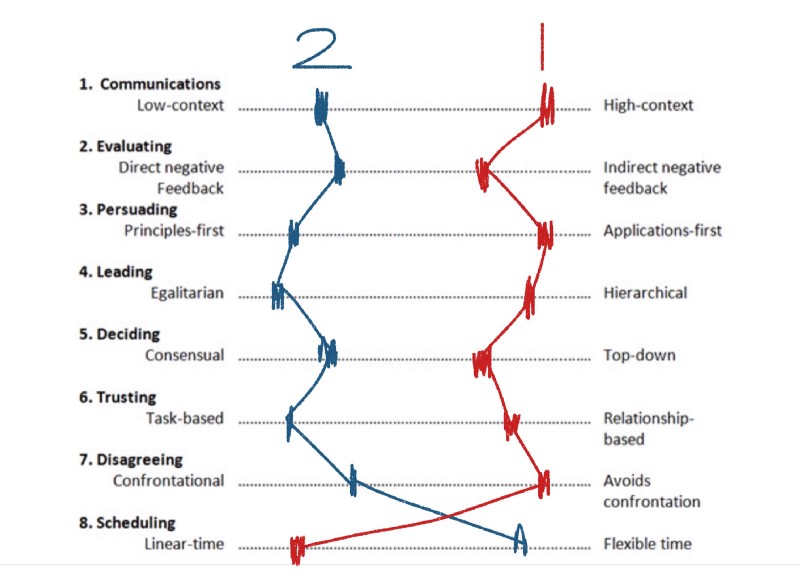 2 1
1. Communications
Low-context High-context
2. Evaluating
Direct negative Indirect negative
Feedback feedback
3. Persuading
Principles-first Applications-first
4. Leading
Egalitarian Hierarchical
5. Deciding
Consensual Top-down
6. Trusting
Task-based Relationship-
based
7. Disagreeing
Confrontational Avoids
confrontation
8. Scheduling
Linear-time Flexible time